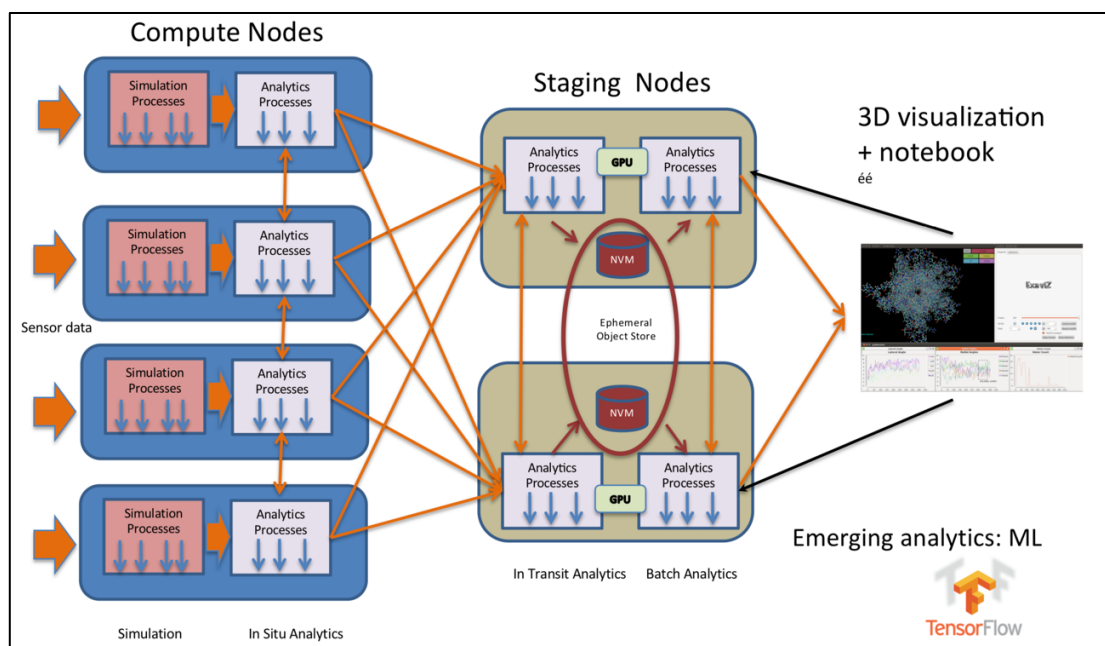 Compute Nodes
Simulation
Processes
Analytics
Processes
Simulation
Processes
Analytics
Processes
Sensor data
Simulation
Processes
Analytics
Processes
Simulation
Processes
Analytics
Processes
Simulation
In Situ Analytics
Staging Nodes
Analytics
Processes
GPU
Analytics
Processes
NVM
Ephemeral
Object Store
NVM
Analytics
Processes
GPU
Analytics
Processes
In Transit Analytics
Batch Analytics
3D visualization
+ notebook
éé
ExaviZ
Emerging analytics: ML
TensorFlow